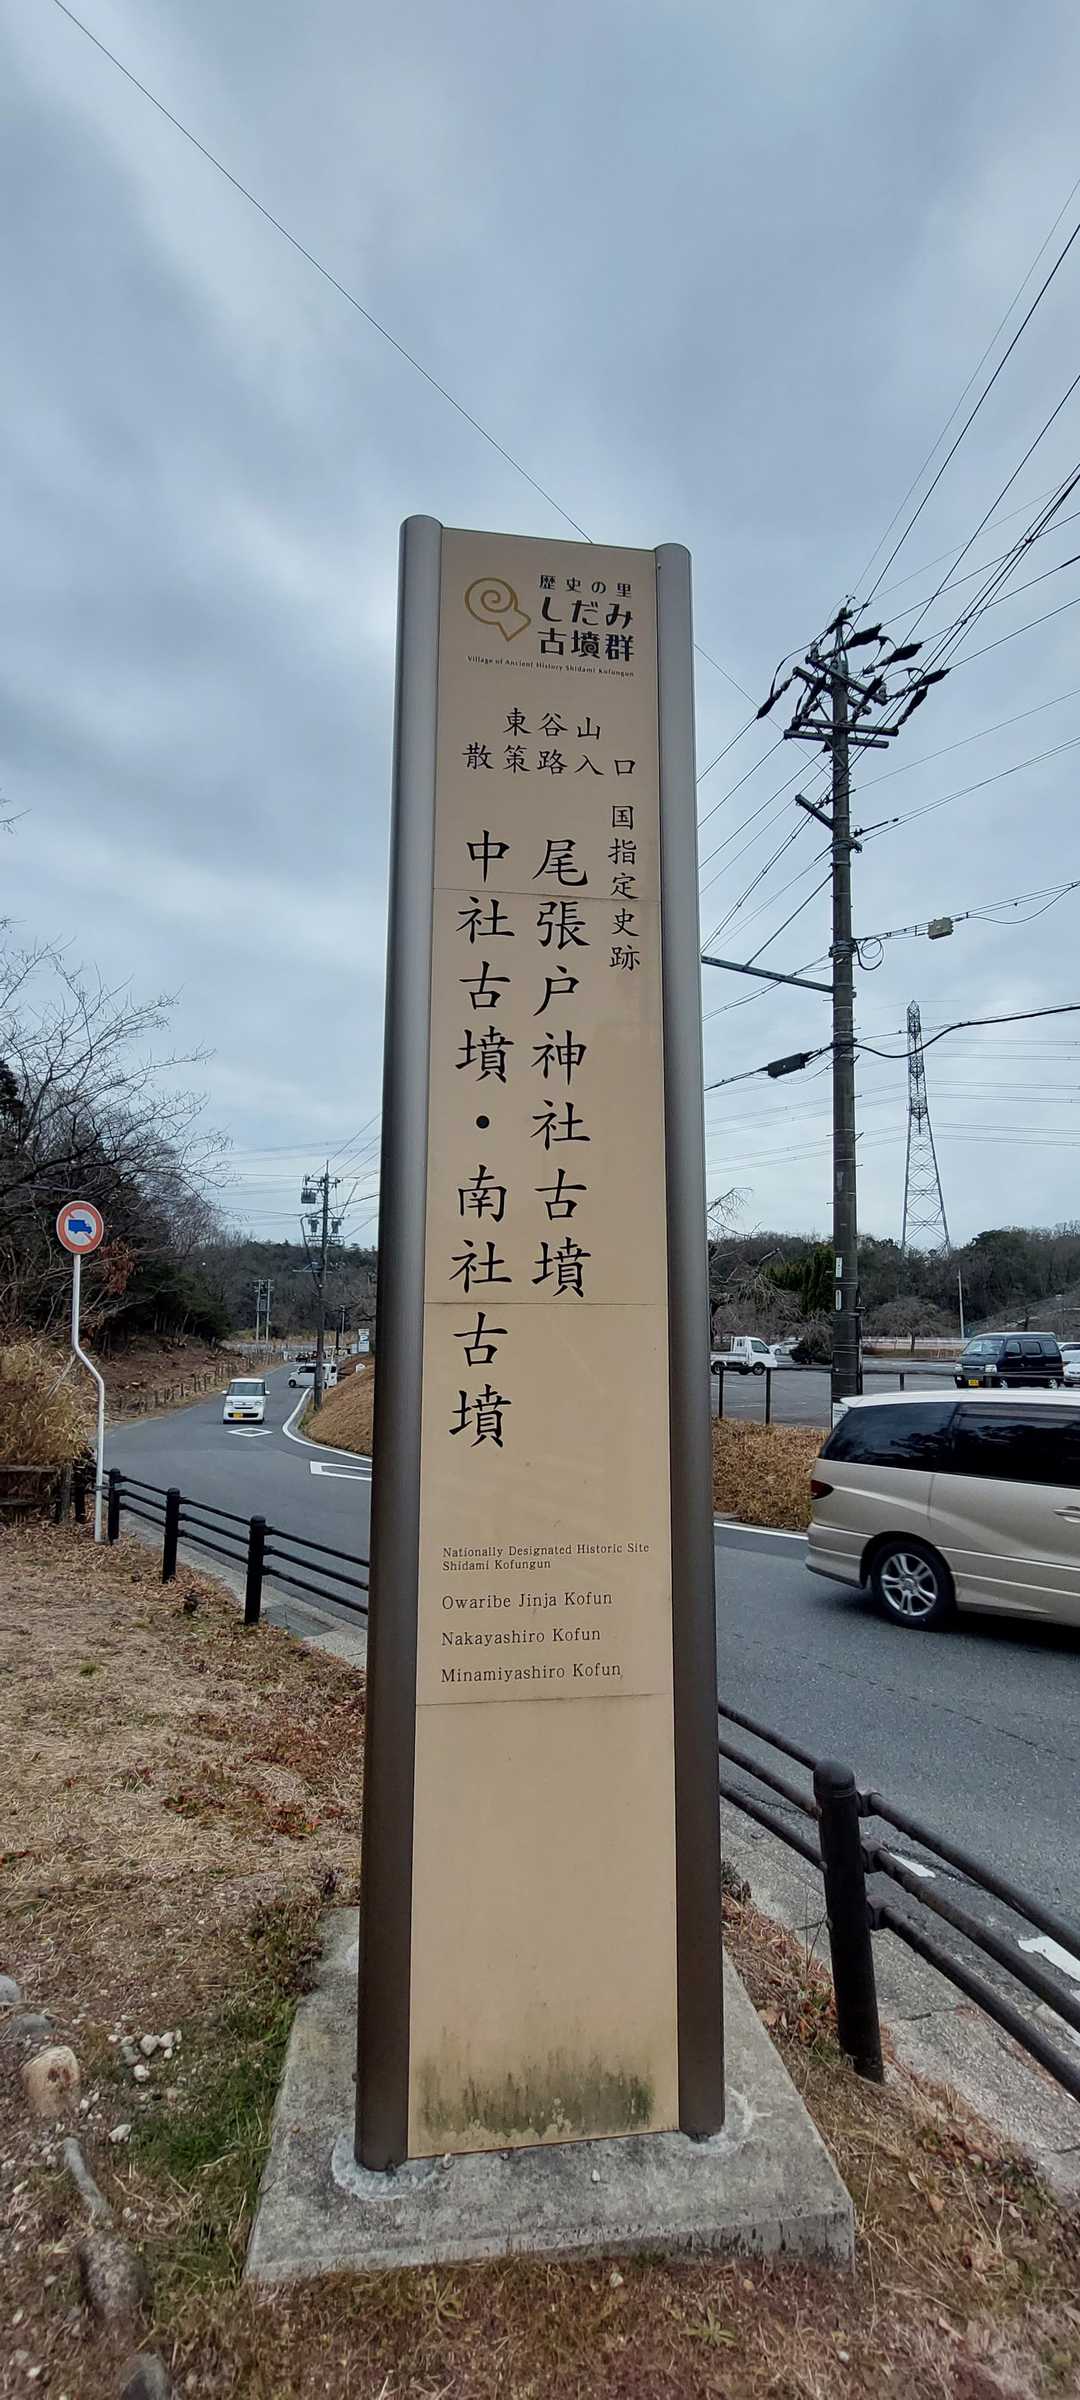 歴史の里
しだみ
古墳群
Village of Ancient History Shidami Kofungun
東谷山
散策路入口
国指定史跡
尾張戸神社古墳
中社古墳・南社古墳
Nationally Designated Historic Site
Shidami Kofungun
Owaribe Jinja Kofun
Nakayashiro Kofun
Minamiyashiro Kofun